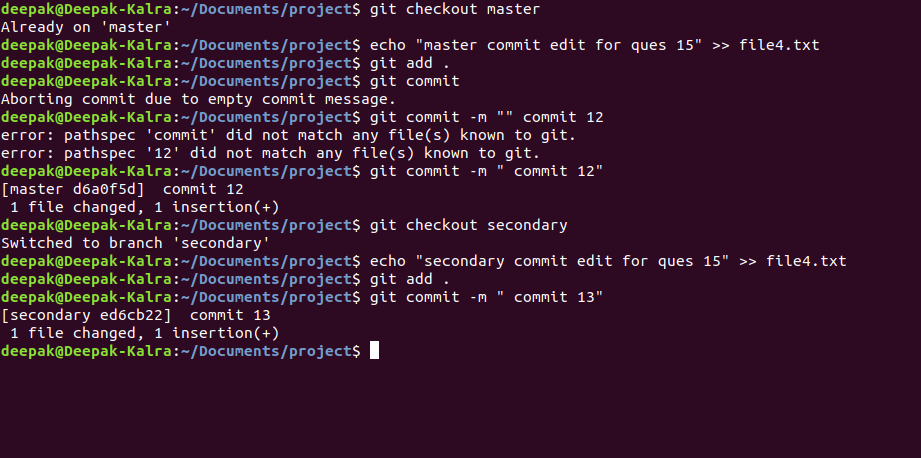 deepak@Deepak-Kalra:~/Documents/project$ git checkout master
Already on 'master'
deepak@Deepak-Kalra:~/Documents/project$ echo "master commit edit for ques 15" >> file4.txt
deepak@Deepak-Kalra:~/Documents/project$ git add .
deepak@Deepak-Kalra:~/Documents/project$ git commit
Aborting commit due to empty commit message.
deepak@Deepak-Kalra:~/Documents/project$ git commit -m "" commit 12
error: pathspec 'commit' did not match any file(s) known to git.
error: pathspec '12' did not match any file(s) known to git.
deepak@Deepak-Kalra:~/Documents/project$ git commit -m " commit 12"
[master d6a0f5d]  commit 12
 1 file changed, 1 insertion(+)
deepak@Deepak-Kalra:~/Documents/project$ git checkout secondary
Switched to branch 'secondary'
deepak@Deepak-Kalra:~/Documents/project$ echo "secondary commit edit for ques 15" >> file4.txt
deepak@Deepak-Kalra:~/Documents/project$ git add .
deepak@Deepak-Kalra:~/Documents/project$ git commit -m " commit 13"
[secondary ed6cb22]  commit 13
 1 file changed, 1 insertion(+)
deepak@Deepak-Kalra:~/Documents/project$